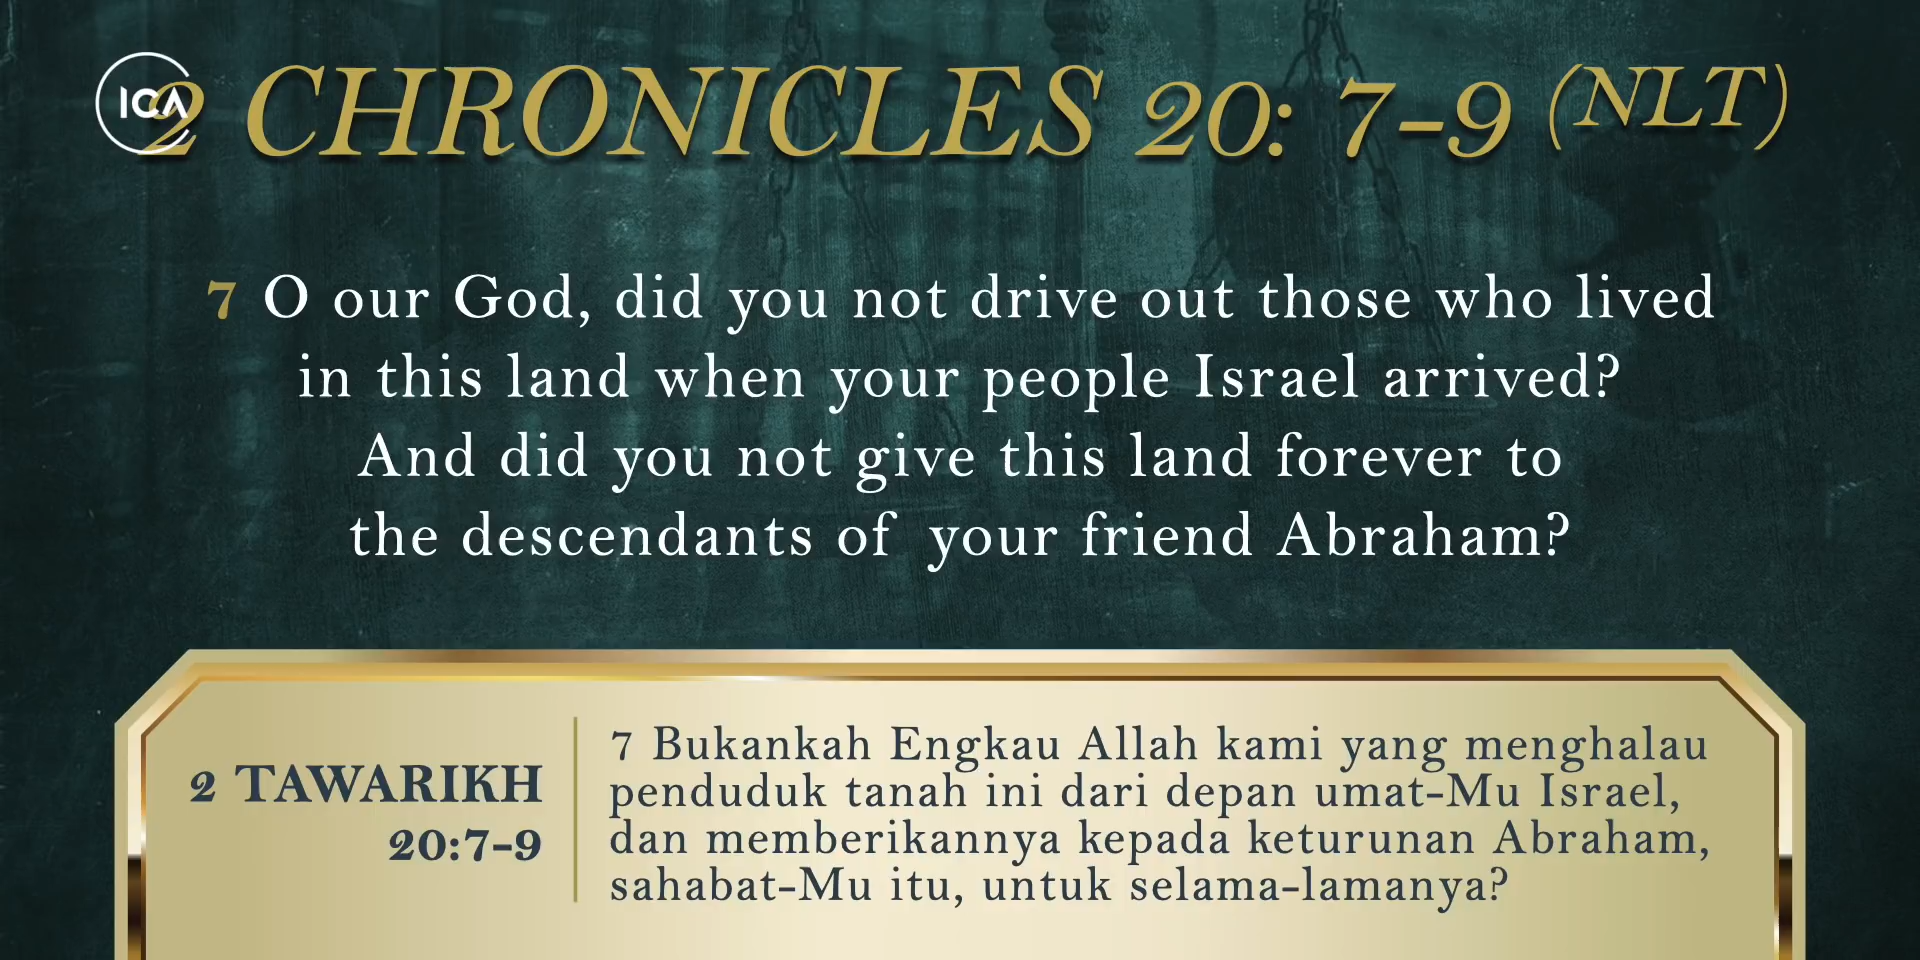 ICA
2 CHRONICLES 20: 7-9 (NLT)
7 O our God, did you not drive out those who lived
in this land when your people Israel arrived?
And did you not give this land forever to
the descendants of your friend Abraham?
2 TAWARIKH
20:7-9
7 Bukankah Engkau Allah kami yang menghalau
penduduk tanah ini dari depan umat-Mu Israel,
dan memberikannya kepada keturunan Abraham,
sahabat-Mu itu, untuk selama-lamanya?